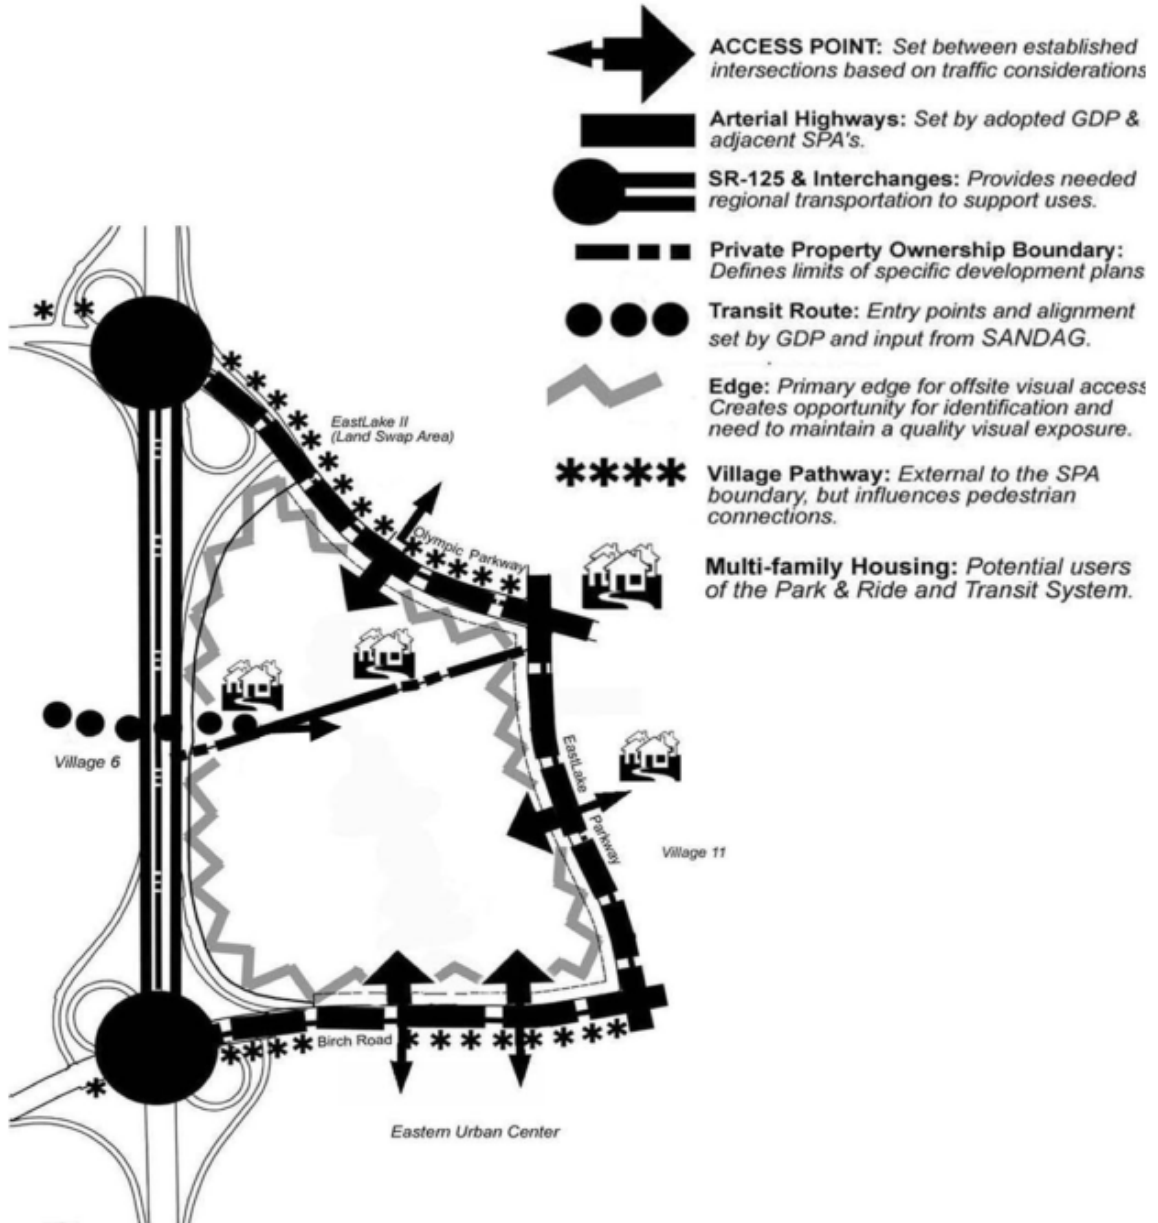 ACCESS POINT: Set between established
intersections based on traffic considerations
Arterial Highways: Set by adopted GDP &
adjacent SPA's.
SR-125 & Interchanges: Provides needed
regional transportation to support uses.
Private Property Ownership Boundary:
Defines limits of specific development plans
Transit Route: Entry points and alignment
set by GDP and input from SANDAG.
Edge: Primary edge for offsite visual access
Creates opportunity for identification and
need to maintain a quality visual exposure.
Village Pathway: External to the SPA
boundary, but influences pedestrian
connections.
Multi-family Housing: Potential users
of the Park & Ride and Transit System.
EastLake II
(Land Swap Area)
Olympic Parkway
Village 6
EastLake
Parkway
Village 11
Birch Road
Eastern Urban Center